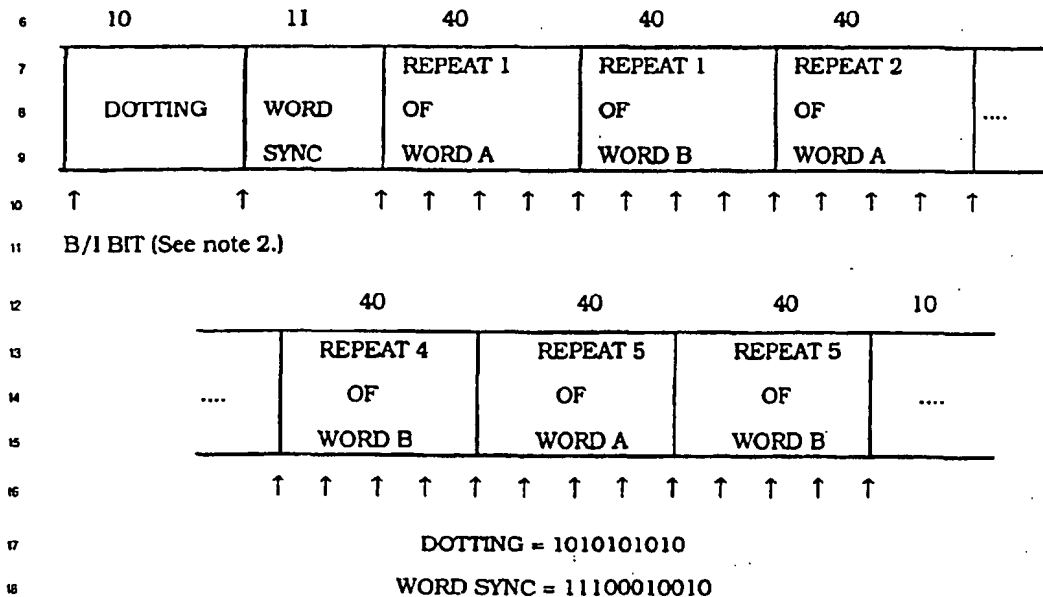 6 10 11 40 40 40
7 REPEAT 1 REPEAT 1 REPEAT 2
8 DOTTING WORD OF OF OF ....
9 SYNC WORD A WORD B WORD A
10 ↑ ↑ ↑ ↑ ↑ ↑ ↑ ↑ ↑ ↑ ↑ ↑ ↑ ↑ ↑
11 B/I BIT (See note 2.)
12 40 40 40 10
13 REPEAT 4 REPEAT 5 REPEAT 5
14 .... OF OF OF ....
15 WORD B WORD A WORD B
16 ↑ ↑ ↑ ↑ ↑ ↑ ↑ ↑ ↑ ↑ ↑ ↑ ↑
17 DOTTING = 1010101010
18 WORD SYNC = 11100010010